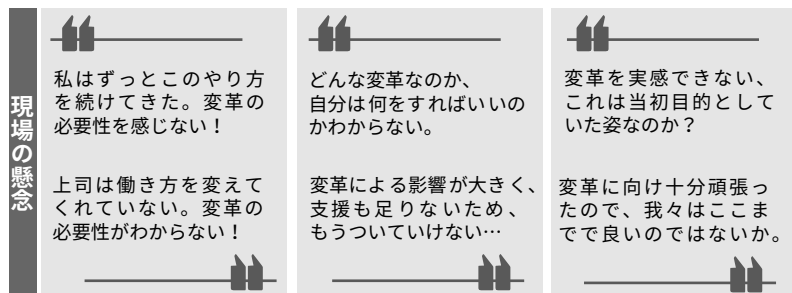 現場の懸念
私はずっとこのやり方
を続けてきた。変革の
必要性を感じない！
上司は働き方を変えて
くれていない。変革の
必要性がわからない！
どんな変革なのか、
自分は何をすればいいの
かわからない。
変革による影響が大きく、
支援も足りないため、
もうついていけない…
変革を実感できない、
これは当初目的として
いた姿なのか？
変革に向け十分頑張っ
たので、我々はここま
でで良いのではないか。